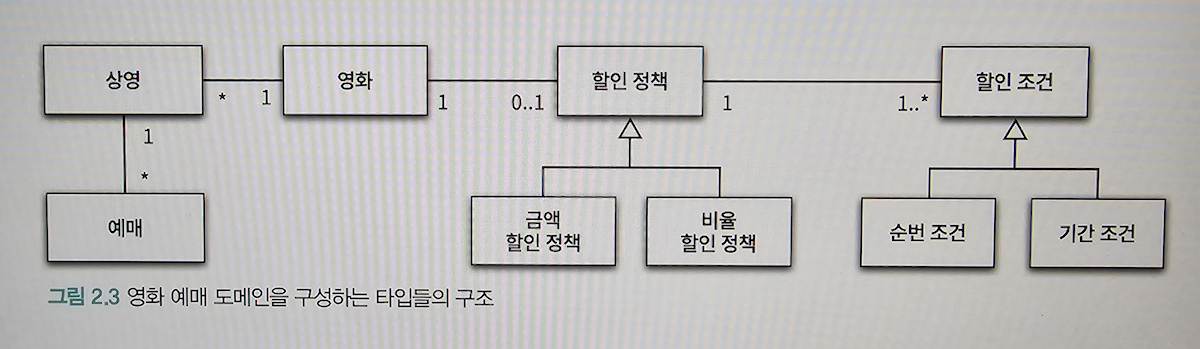 상영
* 1
영화
1 0..1
할인 정책
1 1..*
할인 조건
1
*
예매
금액
할인 정책
비율
할인 정책
순번 조건
기간 조건
그림 2.3 영화 예매 도메인을 구성하는 타입들의 구조